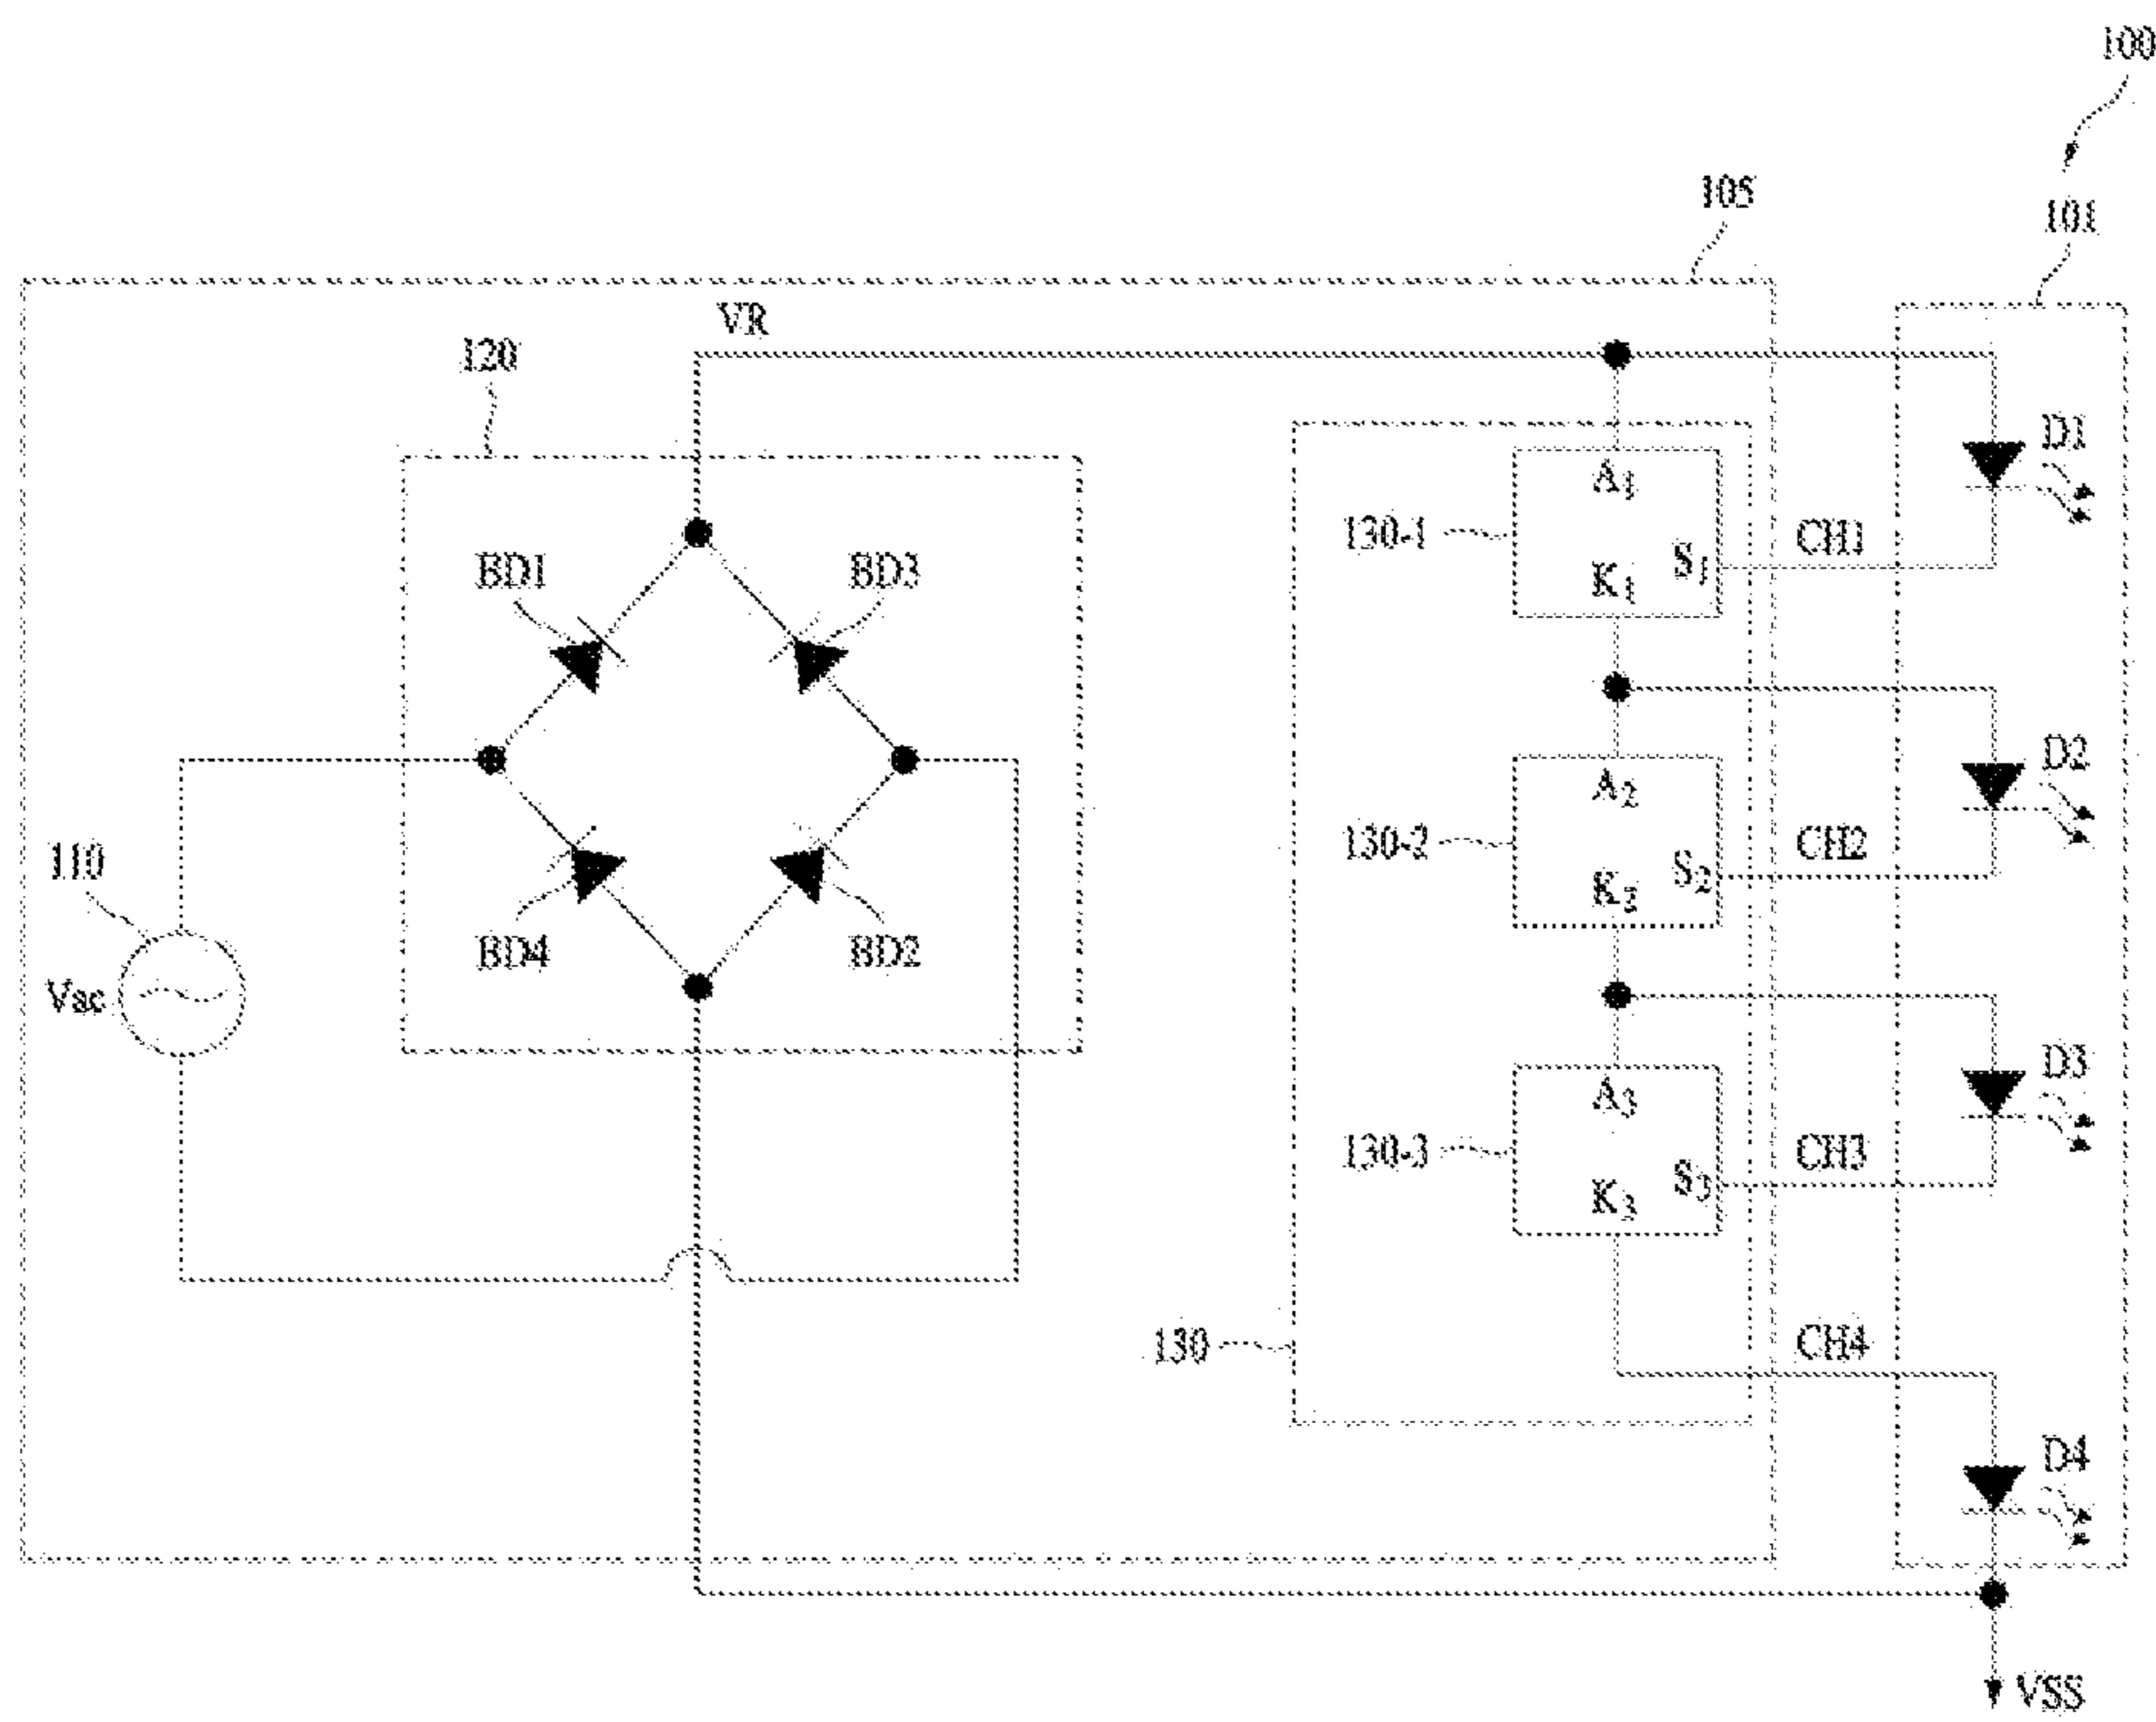 100
105
101
VR
120
D1
A1
130-1
CH1
S1
BD1
BD3
K1
D2
A2
130-2
CH2
110
S2
K2
BD4
BD2
Vac
D3
A3
130-3
CH3
S3
K3
130
CH4
D4
VSS